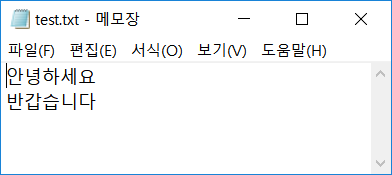 test.txt - 메모장
파일(F) 편집(E) 서식(O) 보기(V) 도움말(H)
안녕하세요
반갑습니다